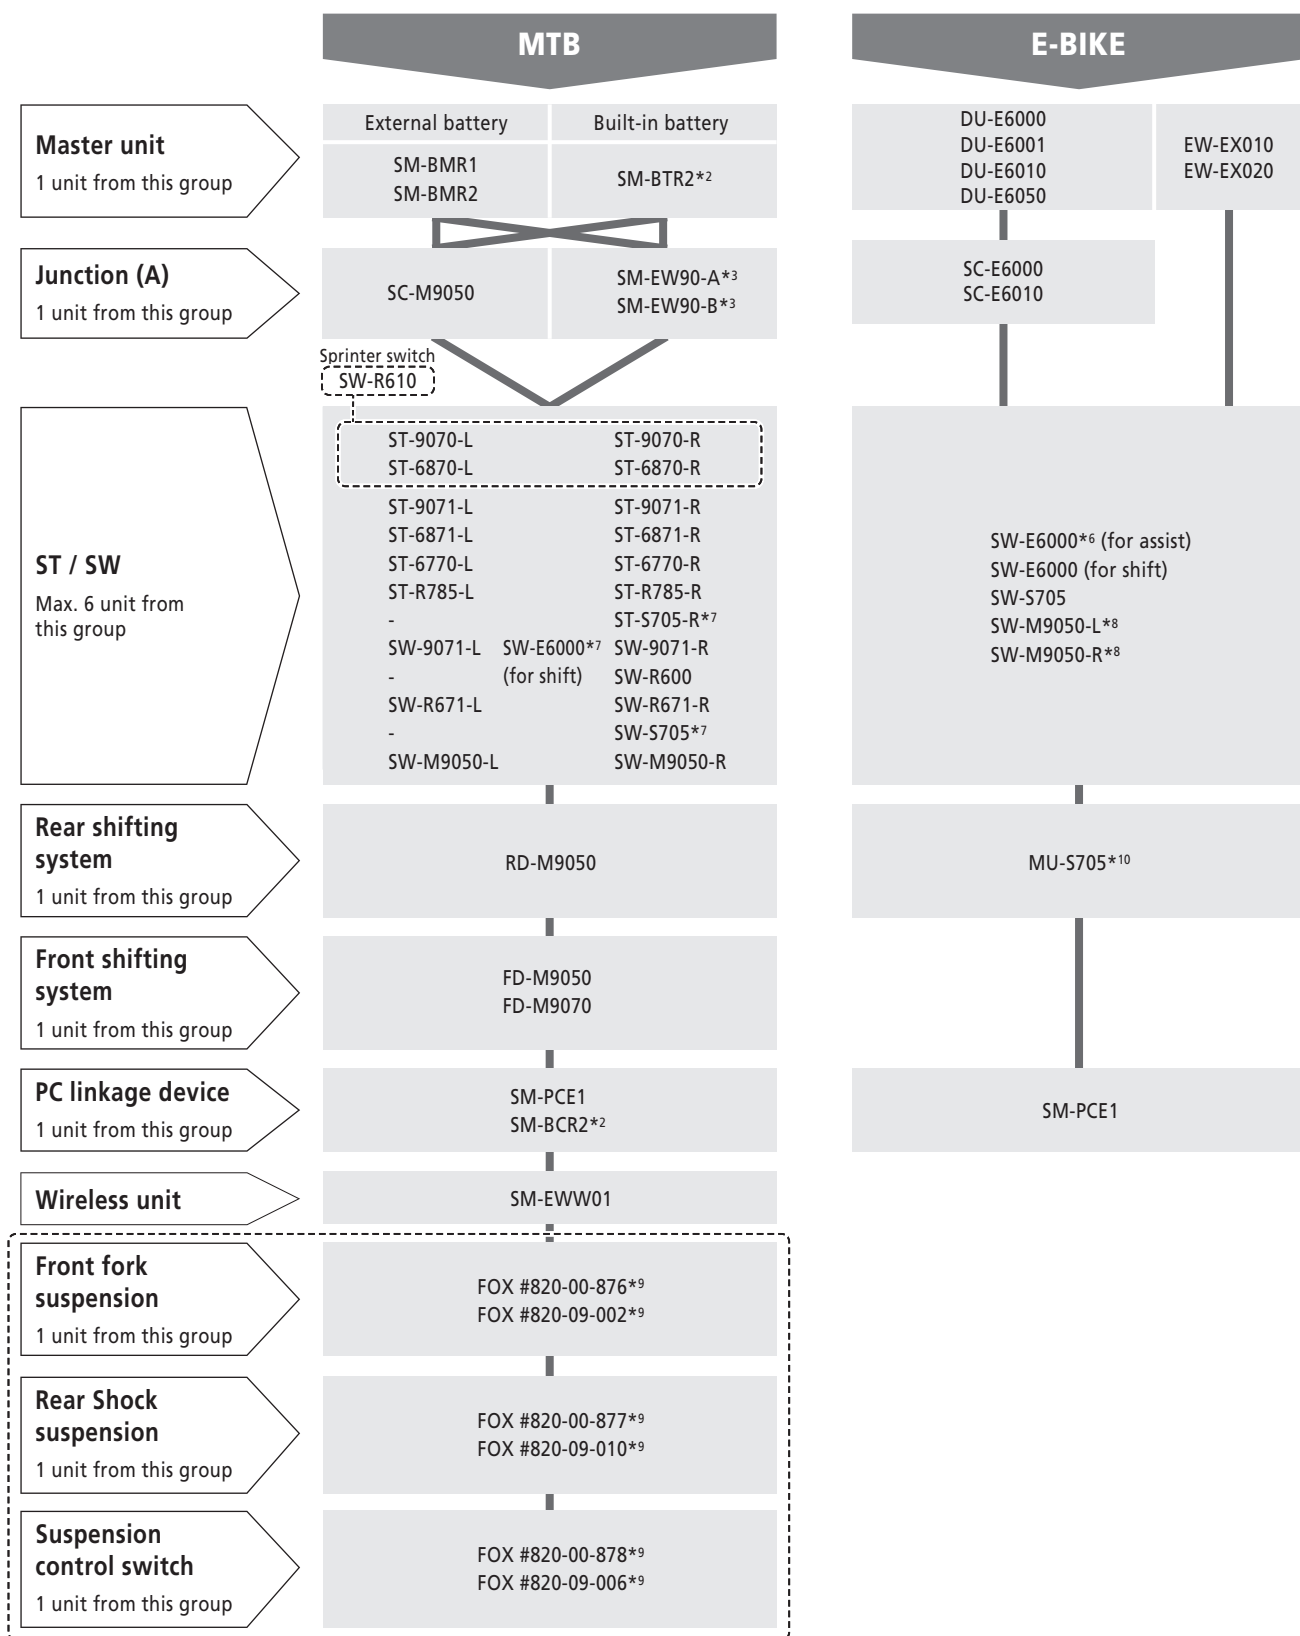 MTB
E-BIKE
Master unit
1 unit from this group
External battery
Built-in battery
SM-BMR1
SM-BMR2
SM-BTR2*2
DU-E6000
DU-E6001
DU-E6010
DU-E6050
EW-EX010
EW-EX020
Junction (A)
1 unit from this group
SC-M9050
SM-EW90-A*3
SM-EW90-B*3
SC-E6000
SC-E6010
Sprinter switch
SW-R610
ST / SW
Max. 6 unit from
this group
ST-9070-L ST-9070-R
ST-6870-L ST-6870-R
ST-9071-L ST-9071-R
ST-6871-L ST-6871-R
ST-6770-L ST-6770-R
ST-R785-L ST-R785-R
- ST-S705-R*7
SW-9071-L SW-E6000*7 SW-9071-R
- (for shift) SW-R600
SW-R671-L SW-R671-R
- SW-S705*7
SW-M9050-L SW-M9050-R
SW-E6000*6 (for assist)
SW-E6000 (for shift)
SW-S705
SW-M9050-L*8
SW-M9050-R*8
Rear shifting
system
1 unit from this group
RD-M9050
MU-S705*10
Front shifting
system
1 unit from this group
FD-M9050
FD-M9070
PC linkage device
1 unit from this group
SM-PCE1
SM-BCR2*2
SM-PCE1
Wireless unit
SM-EWW01
Front fork
suspension
1 unit from this group
FOX #820-00-876*9
FOX #820-09-002*9
Rear Shock
suspension
1 unit from this group
FOX #820-00-877*9
FOX #820-09-010*9
Suspension
control switch
1 unit from this group
FOX #820-00-878*9
FOX #820-09-006*9